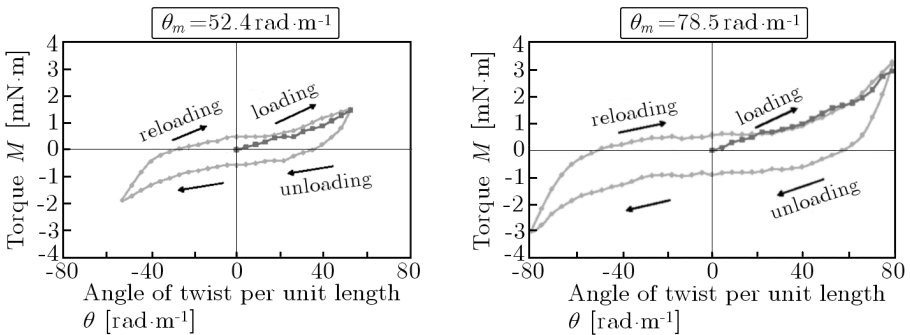 θm=52.4 rad·m-1
4
3
2
1
0
-1
-2
-3
-4
Torque M [mN·m]
reloading
loading
unloading
-80 -40 0 40 80
Angle of twist per unit length
θ [rad·m-1]
θm=78.5 rad·m-1
4
3
2
1
0
-1
-2
-3
-4
Torque M [mN·m]
reloading
loading
unloading
-80 -40 0 40 80
Angle of twist per unit length
θ [rad·m-1]